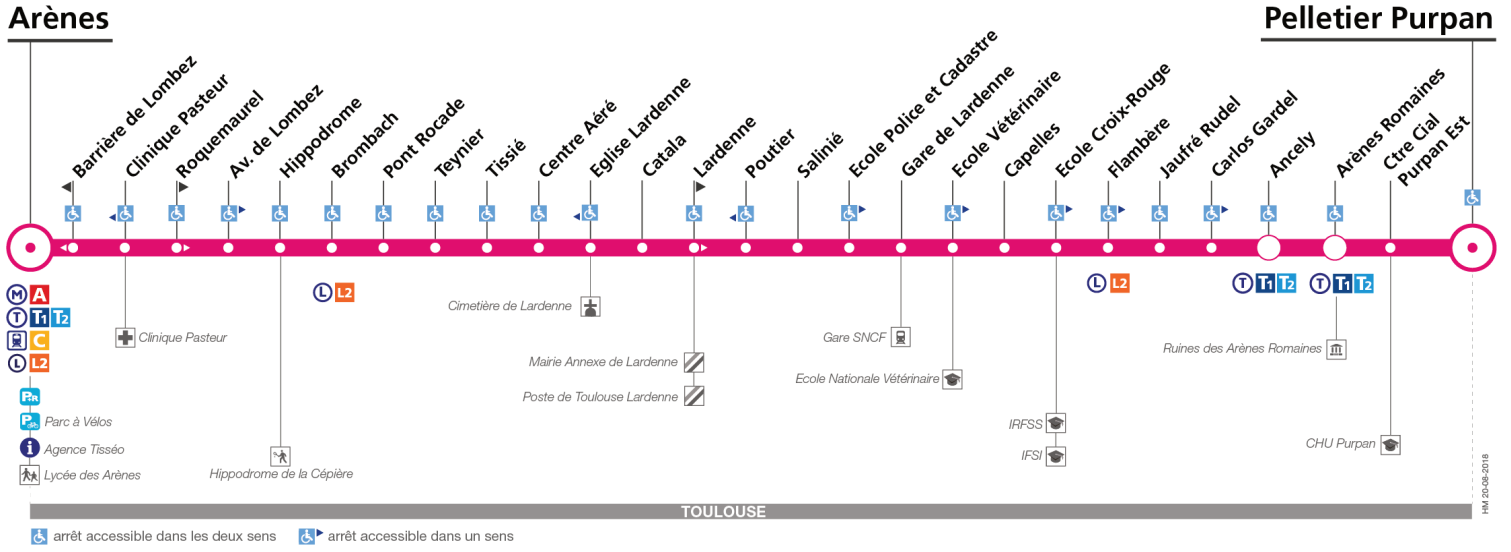 Arènes
Pelletier Purpan
Barrière de Lombez
Clinique Pasteur
Roquemaurel
Av. de Lombez
Hippodrome
Brombach
Pont Rocade
Teynier
Tissié
Centre Aéré
Eglise Lardenne
Catala
Lardenne
Poutier
Salinié
Ecole Police et Cadastre
Gare de Lardenne
Ecole Vétérinaire
Capelles
Ecole Croix-Rouge
Flambère
Jaufré Rudel
Carlos Gardel
Ancely
Arènes Romaines
Ctre Cial
Purpan Est
M A
T T1 T2
C
L L2
P+R
P Parc à Vélos
i Agence Tisséo
Lycée des Arènes
Clinique Pasteur
Hippodrome de la Cépière
L L2
Cimetière de Lardenne
Mairie Annexe de Lardenne
Poste de Toulouse Lardenne
Gare SNCF
Ecole Nationale Vétérinaire
IRFSS
IFSI
L L2
T T1 T2
T T1 T2
Ruines des Arènes Romaines
CHU Purpan
HM 20-08-2018
TOULOUSE
arrêt accessible dans les deux sens
arrêt accessible dans un sens